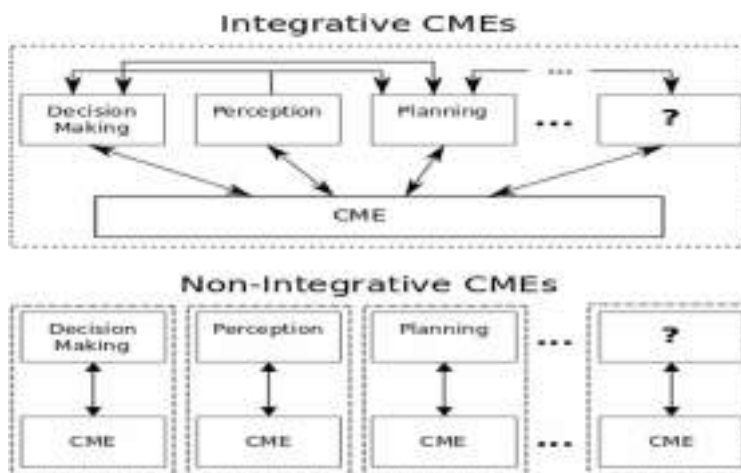 Integrative CMEs
...
Decision
Making
Perception
Planning
...
?
CME
Non-Integrative CMEs
Decision
Making
Perception
Planning
...
?
CME
CME
CME
...
CME